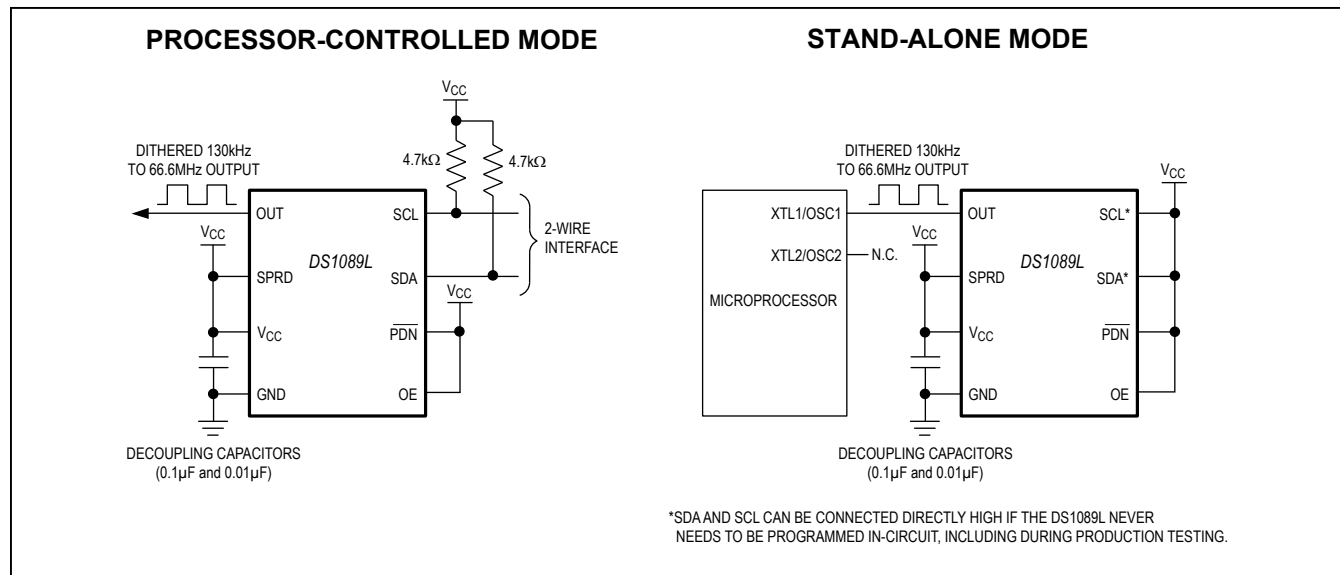 PROCESSOR-CONTROLLED MODE
VCC
DITHERED 130kHz
TO 66.6MHz OUTPUT
4.7kΩ
4.7kΩ
OUT
SCL
VCC
2-WIRE
INTERFACE
DS1089L
SPRD
SDA
VCC
VCC
PDN
GND
OE
DECOUPLING CAPACITORS
(0.1µF and 0.01µF)
STAND-ALONE MODE
DITHERED 130kHz
TO 66.6MHz OUTPUT
VCC
XTL1/OSC1
OUT
SCL*
VCC
XTL2/OSC2
N.C.
DS1089L
SPRD
SDA*
MICROPROCESSOR
VCC
PDN
GND
OE
DECOUPLING CAPACITORS
(0.1µF and 0.01µF)
*SDA AND SCL CAN BE CONNECTED DIRECTLY HIGH IF THE DS1089L NEVER
NEEDS TO BE PROGRAMMED IN-CIRCUIT, INCLUDING DURING PRODUCTION TESTING.